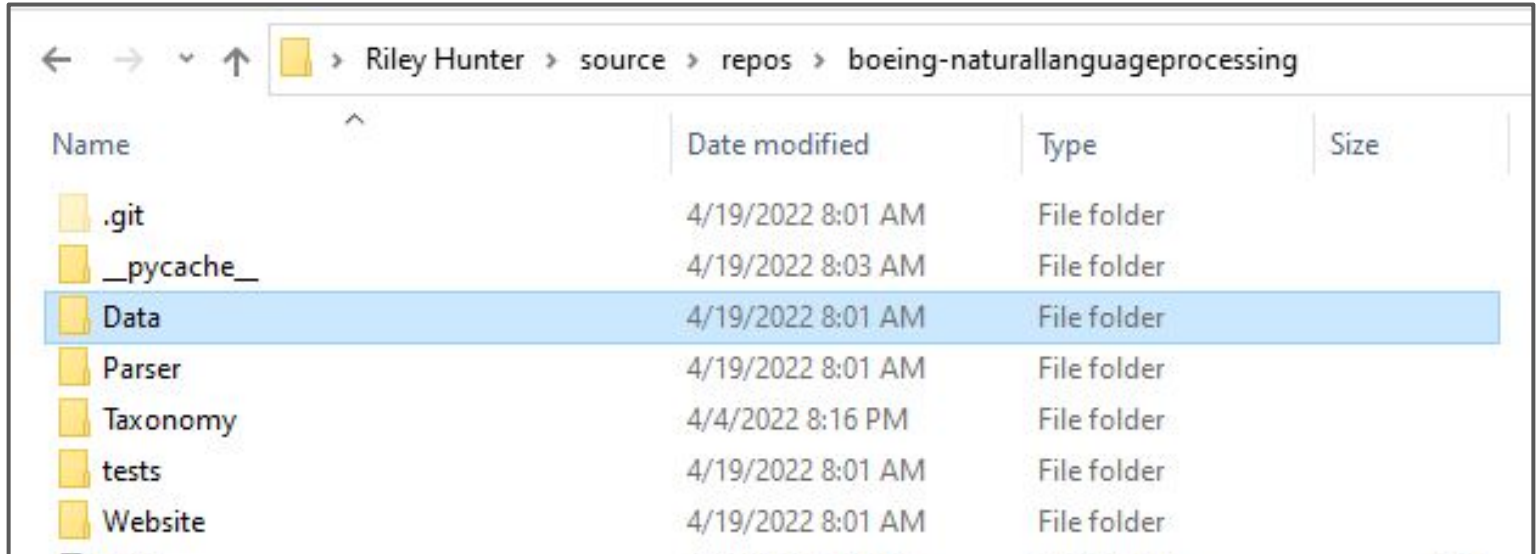 Riley Hunter > source > repos > boeing-naturallanguageprocessing
Name Date modified Type Size
.git 4/19/2022 8:01 AM File folder
__pycache__ 4/19/2022 8:03 AM File folder
Data 4/19/2022 8:01 AM File folder
Parser 4/19/2022 8:01 AM File folder
Taxonomy 4/4/2022 8:16 PM File folder
tests 4/19/2022 8:01 AM File folder
Website 4/19/2022 8:01 AM File folder